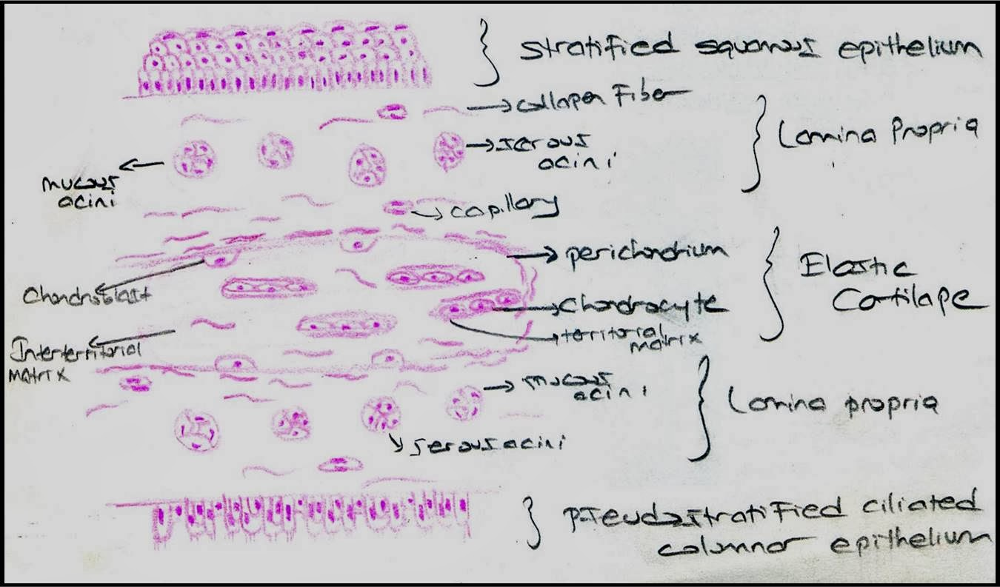 stratified squamous epithelium
collagen Fiber
Lamina Propria
serous
acini
mucous
acini
capillary
perichondrium
Elastic
Cartilage
Chondroblast
Chondrocyte
territorial
matrix
Interterritorial
MAtrix
mucous
acini
Lamina propria
serous acini
pseudostratified ciliated
columnar epithelium